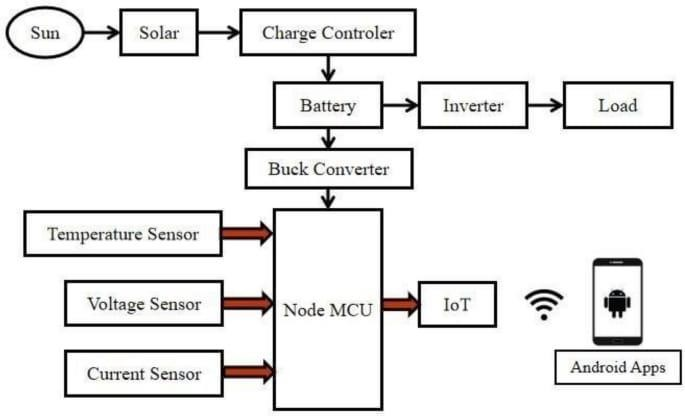 Sun
Solar
Charge Controler
Battery
Inverter
Load
Buck Converter
Temperature Sensor
Voltage Sensor
Node MCU
IoT
Current Sensor
Android Apps